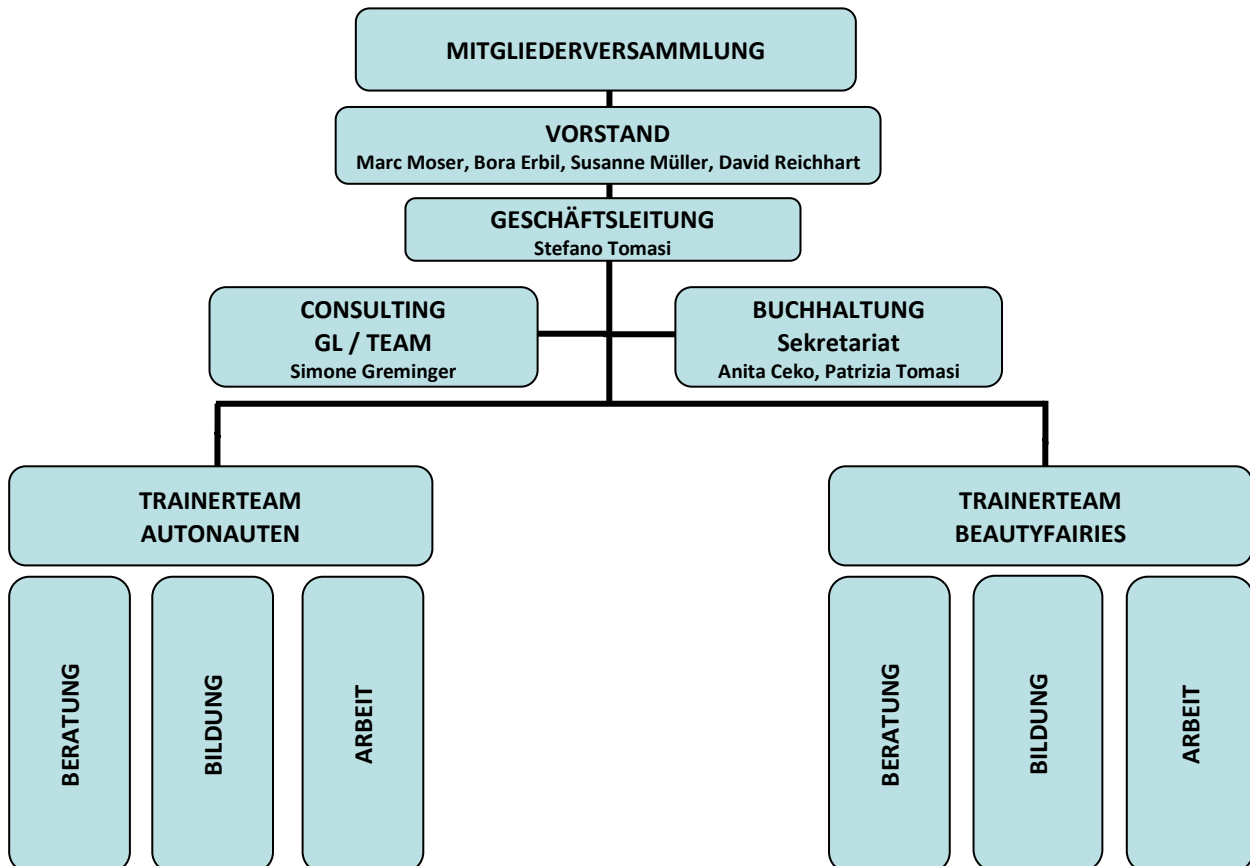 MITGLIEDERVERSAMMLUNG
VORSTAND
Marc Moser, Bora Erbil, Susanne Müller, David Reichhart
GESCHÄFTSLEITUNG
Stefano Tomasi
CONSULTING
GL / TEAM
Simone Greminger
BUCHHALTUNG
Sekretariat
Anita Ceko, Patrizia Tomasi
TRAINERTEAM
AUTONAUTEN
BERATUNG
BILDUNG
ARBEIT
TRAINERTEAM
BEAUTYFAIRIES
BERATUNG
BILDUNG
ARBEIT